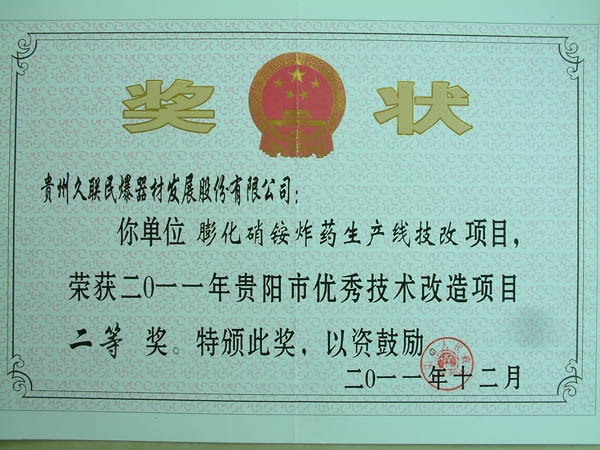 奖 状
贵州久联民爆器材发展股份有限公司：
你单位 膨化硝铵炸药生产线技改 项目，
荣获二0一一年贵阳市优秀技术改造项目
二等 奖。特颁此奖，以资鼓励。
二0一一年十二月